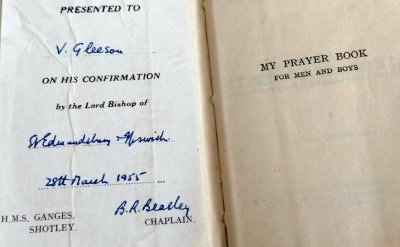 PRESENTED TO
V. Gleeson
ON HIS CONFIRMATION
by the Lord Bishop of
St Edmundsbury & Ipswich
28th March 1955
B.R. Beasley
H.M.S. GANGES, CHAPLAIN.
SHOTLEY.
MY PRAYER BOOK
FOR MEN AND BOYS